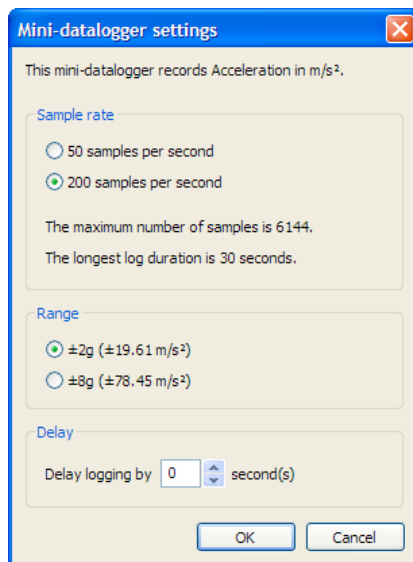 Mini-datalogger settings
This mini-datalogger records Acceleration in m/s².
Sample rate
50 samples per second
200 samples per second
The maximum number of samples is 6144.
The longest log duration is 30 seconds.
Range
±2g (±19.61 m/s²)
±8g (±78.45 m/s²)
Delay
Delay logging by 0 second(s)
OK Cancel